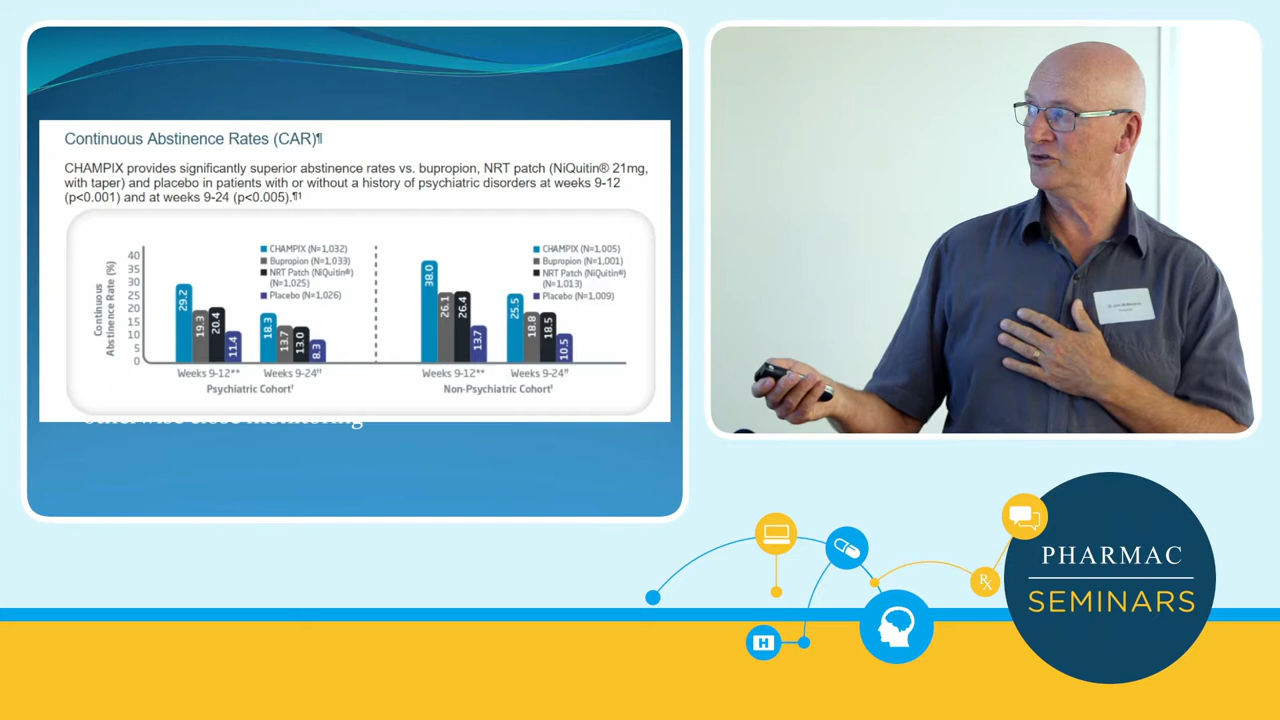 Continuous Abstinence Rates (CAR)¶
CHAMPIX provides significantly superior abstinence rates vs. bupropion, NRT patch (NiQuitin® 21mg,
with taper) and placebo in patients with or without a history of psychiatric disorders at weeks 9-12
(p<0.001) and at weeks 9-24 (p<0.005).¶1
Continuous
Abstinence Rate (%)
40
35
30
25
20
15
10
5
0
CHAMPIX (N=1,032)
Bupropion (N=1,033)
NRT Patch (NiQuitin®)
(N=1,025)
Placebo (N=1,026)
29.2
19.3
20.4
11.4
18.3
13.7
13.0
8.3
Weeks 9-12**
Weeks 9-24††
Psychiatric Cohort†
CHAMPIX (N=1,005)
Bupropion (N=1,001)
NRT Patch (NiQuitin®)
(N=1,013)
Placebo (N=1,009)
38.0
26.1
26.4
13.7
25.5
18.8
18.5
10.5
Weeks 9-12**
Weeks 9-24††
Non-Psychiatric Cohort†
otherwise close monitoring
H
Rx
PHARMAC
SEMINARS